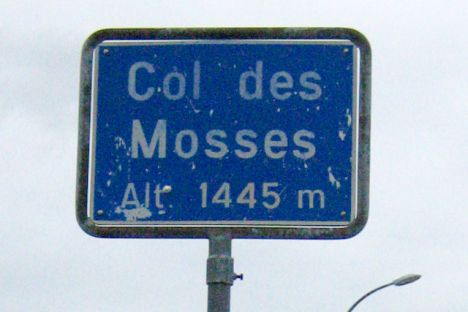 Col des
Mosses
Alt 1445 m